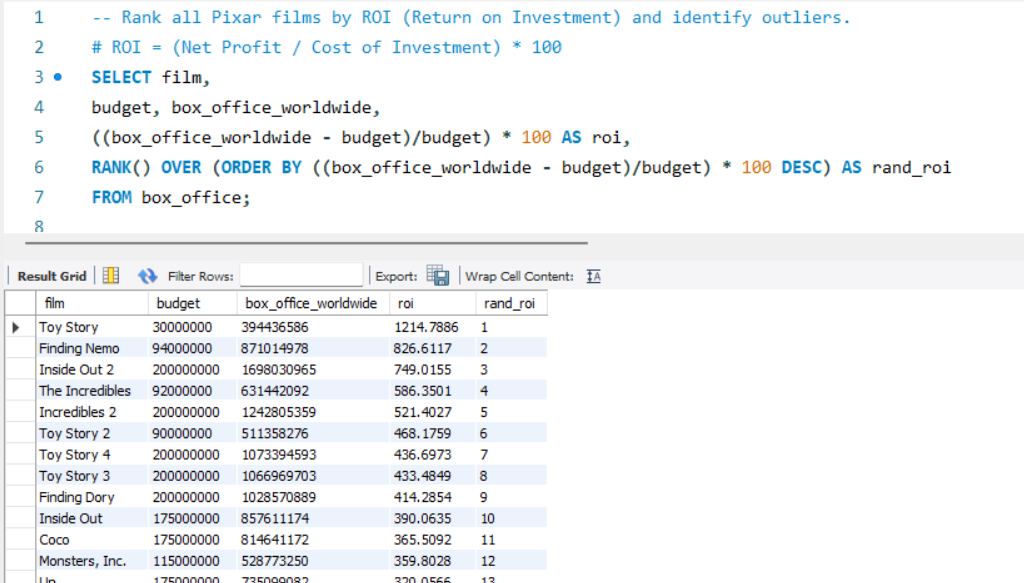 1 -- Rank all Pixar films by ROI (Return on Investment) and identify outliers.
2 # ROI = (Net Profit / Cost of Investment) * 100
3 SELECT film,
4 budget, box_office_worldwide,
5 ((box_office_worldwide - budget)/budget) * 100 AS roi,
6 RANK() OVER (ORDER BY ((box_office_worldwide - budget)/budget) * 100 DESC) AS rand_roi
7 FROM box_office;
8
Result Grid Filter Rows: Export: Wrap Cell Content: IA
film budget box_office_worldwide roi rand_roi
Toy Story 30000000 394436586 1214.7886 1
Finding Nemo 94000000 871014978 826.6117 2
Inside Out 2 200000000 1698030965 749.0155 3
The Incredibles 92000000 631442092 586.3501 4
Incredibles 2 200000000 1242805359 521.4027 5
Toy Story 2 90000000 511358276 468.1759 6
Toy Story 4 200000000 1073394593 436.6973 7
Toy Story 3 200000000 1066969703 433.4849 8
Finding Dory 200000000 1028570889 414.2854 9
Inside Out 175000000 857611174 390.0635 10
Coco 175000000 814641172 365.5092 11
Monsters, Inc. 115000000 528773250 359.8028 12
Up 175000000 735099082 320.0566 13